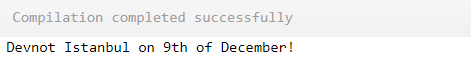 Compilation completed successfully
Devnot Istanbul on 9th of December!